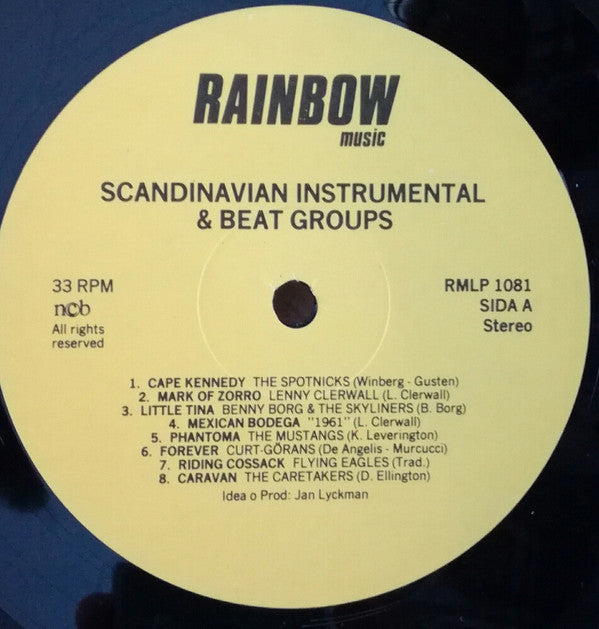 RAINBOW
music
SCANDINAVIAN INSTRUMENTAL
& BEAT GROUPS
33 RPM
ncb
All rights
reserved
RMLP 1081
SIDA A
Stereo
1. CAPE KENNEDY THE SPOTNICKS (Winberg - Gusten)
2. MARK OF ZORRO LENNY CLERWALL (L. Clerwall)
3. LITTLE TINA BENNY BORG & THE SKYLINERS (B. Borg)
4. MEXICAN BODEGA "1961" (L. Clerwall)
5. PHANTOMA THE MUSTANGS (K. Leverington)
6. FOREVER CURT-GÖRANS (De Angelis - Murcucci)
7. RIDING COSSACK FLYING EAGLES (Trad.)
8. CARAVAN THE CARETAKERS (D. Ellington)
Idea o Prod: Jan Lyckman